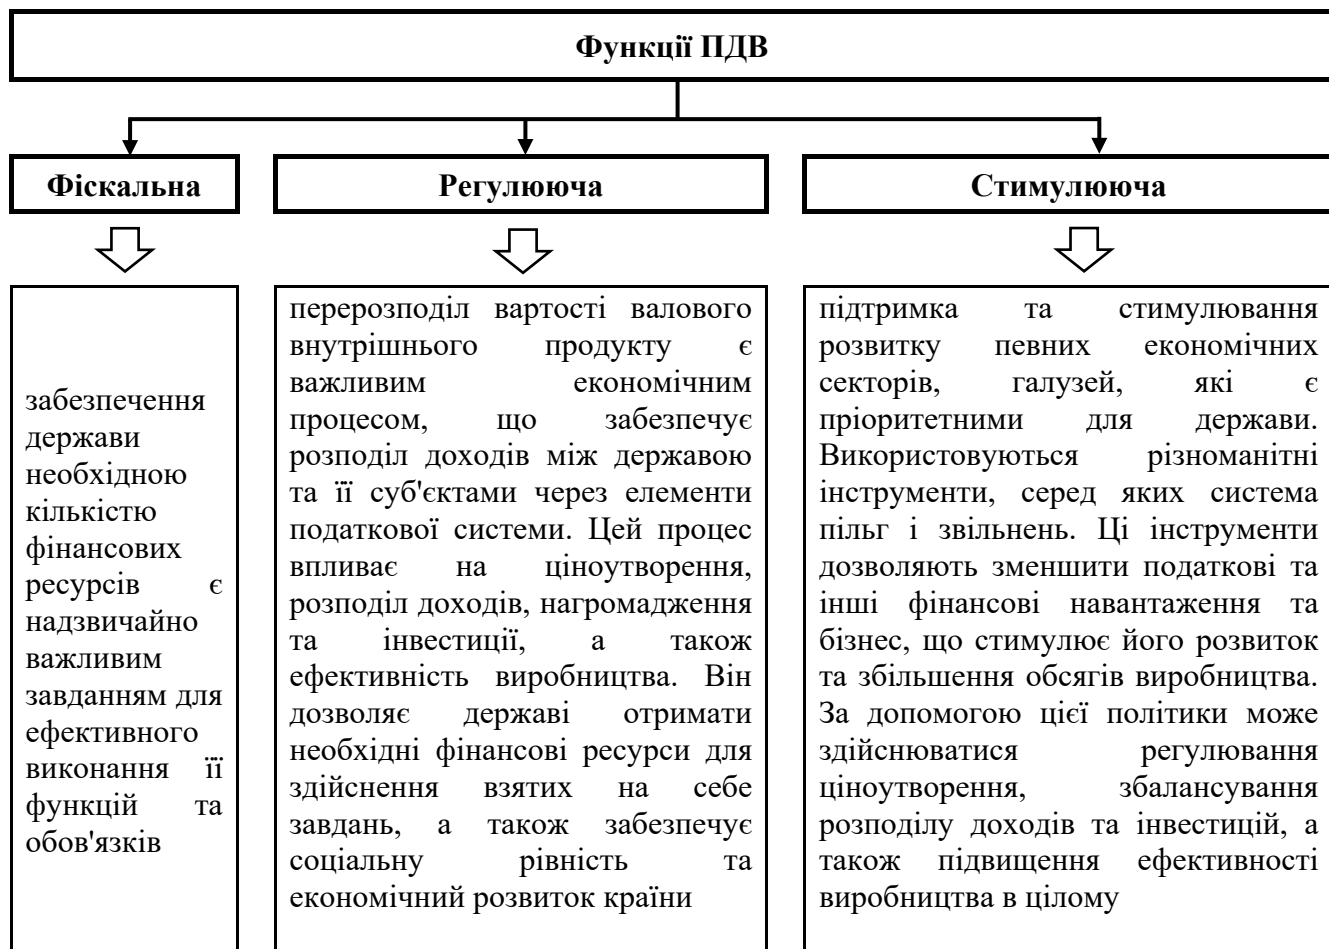 Функції ПДВ
Фіскальна
Регулююча
Стимулююча
забезпечення
держави
необхідною
кількістю
фінансових
ресурсів є
надзвичайно
важливим
завданням для
ефективного
виконання її
функцій та
обов'язків
перерозподіл вартості валового
внутрішнього продукту є
важливим економічним
процесом, що забезпечує
розподіл доходів між державою
та її суб'єктами через елементи
податкової системи. Цей процес
впливає на ціноутворення,
розподіл доходів, нагромадження
та інвестиції, а також
ефективність виробництва. Він
дозволяє державі отримати
необхідні фінансові ресурси для
здійснення взятих на себе
завдань, а також забезпечує
соціальну рівність та
економічний розвиток країни
підтримка та стимулювання
розвитку певних економічних
секторів, галузей, які є
пріоритетними для держави.
Використовуються різноманітні
інструменти, серед яких система
пільг і звільнень. Ці інструменти
дозволяють зменшити податкові та
інші фінансові навантаження та
бізнес, що стимулює його розвиток
та збільшення обсягів виробництва.
За допомогою цієї політики може
здійснюватися регулювання
ціноутворення, збалансування
розподілу доходів та інвестицій, а
також підвищення ефективності
виробництва в цілому